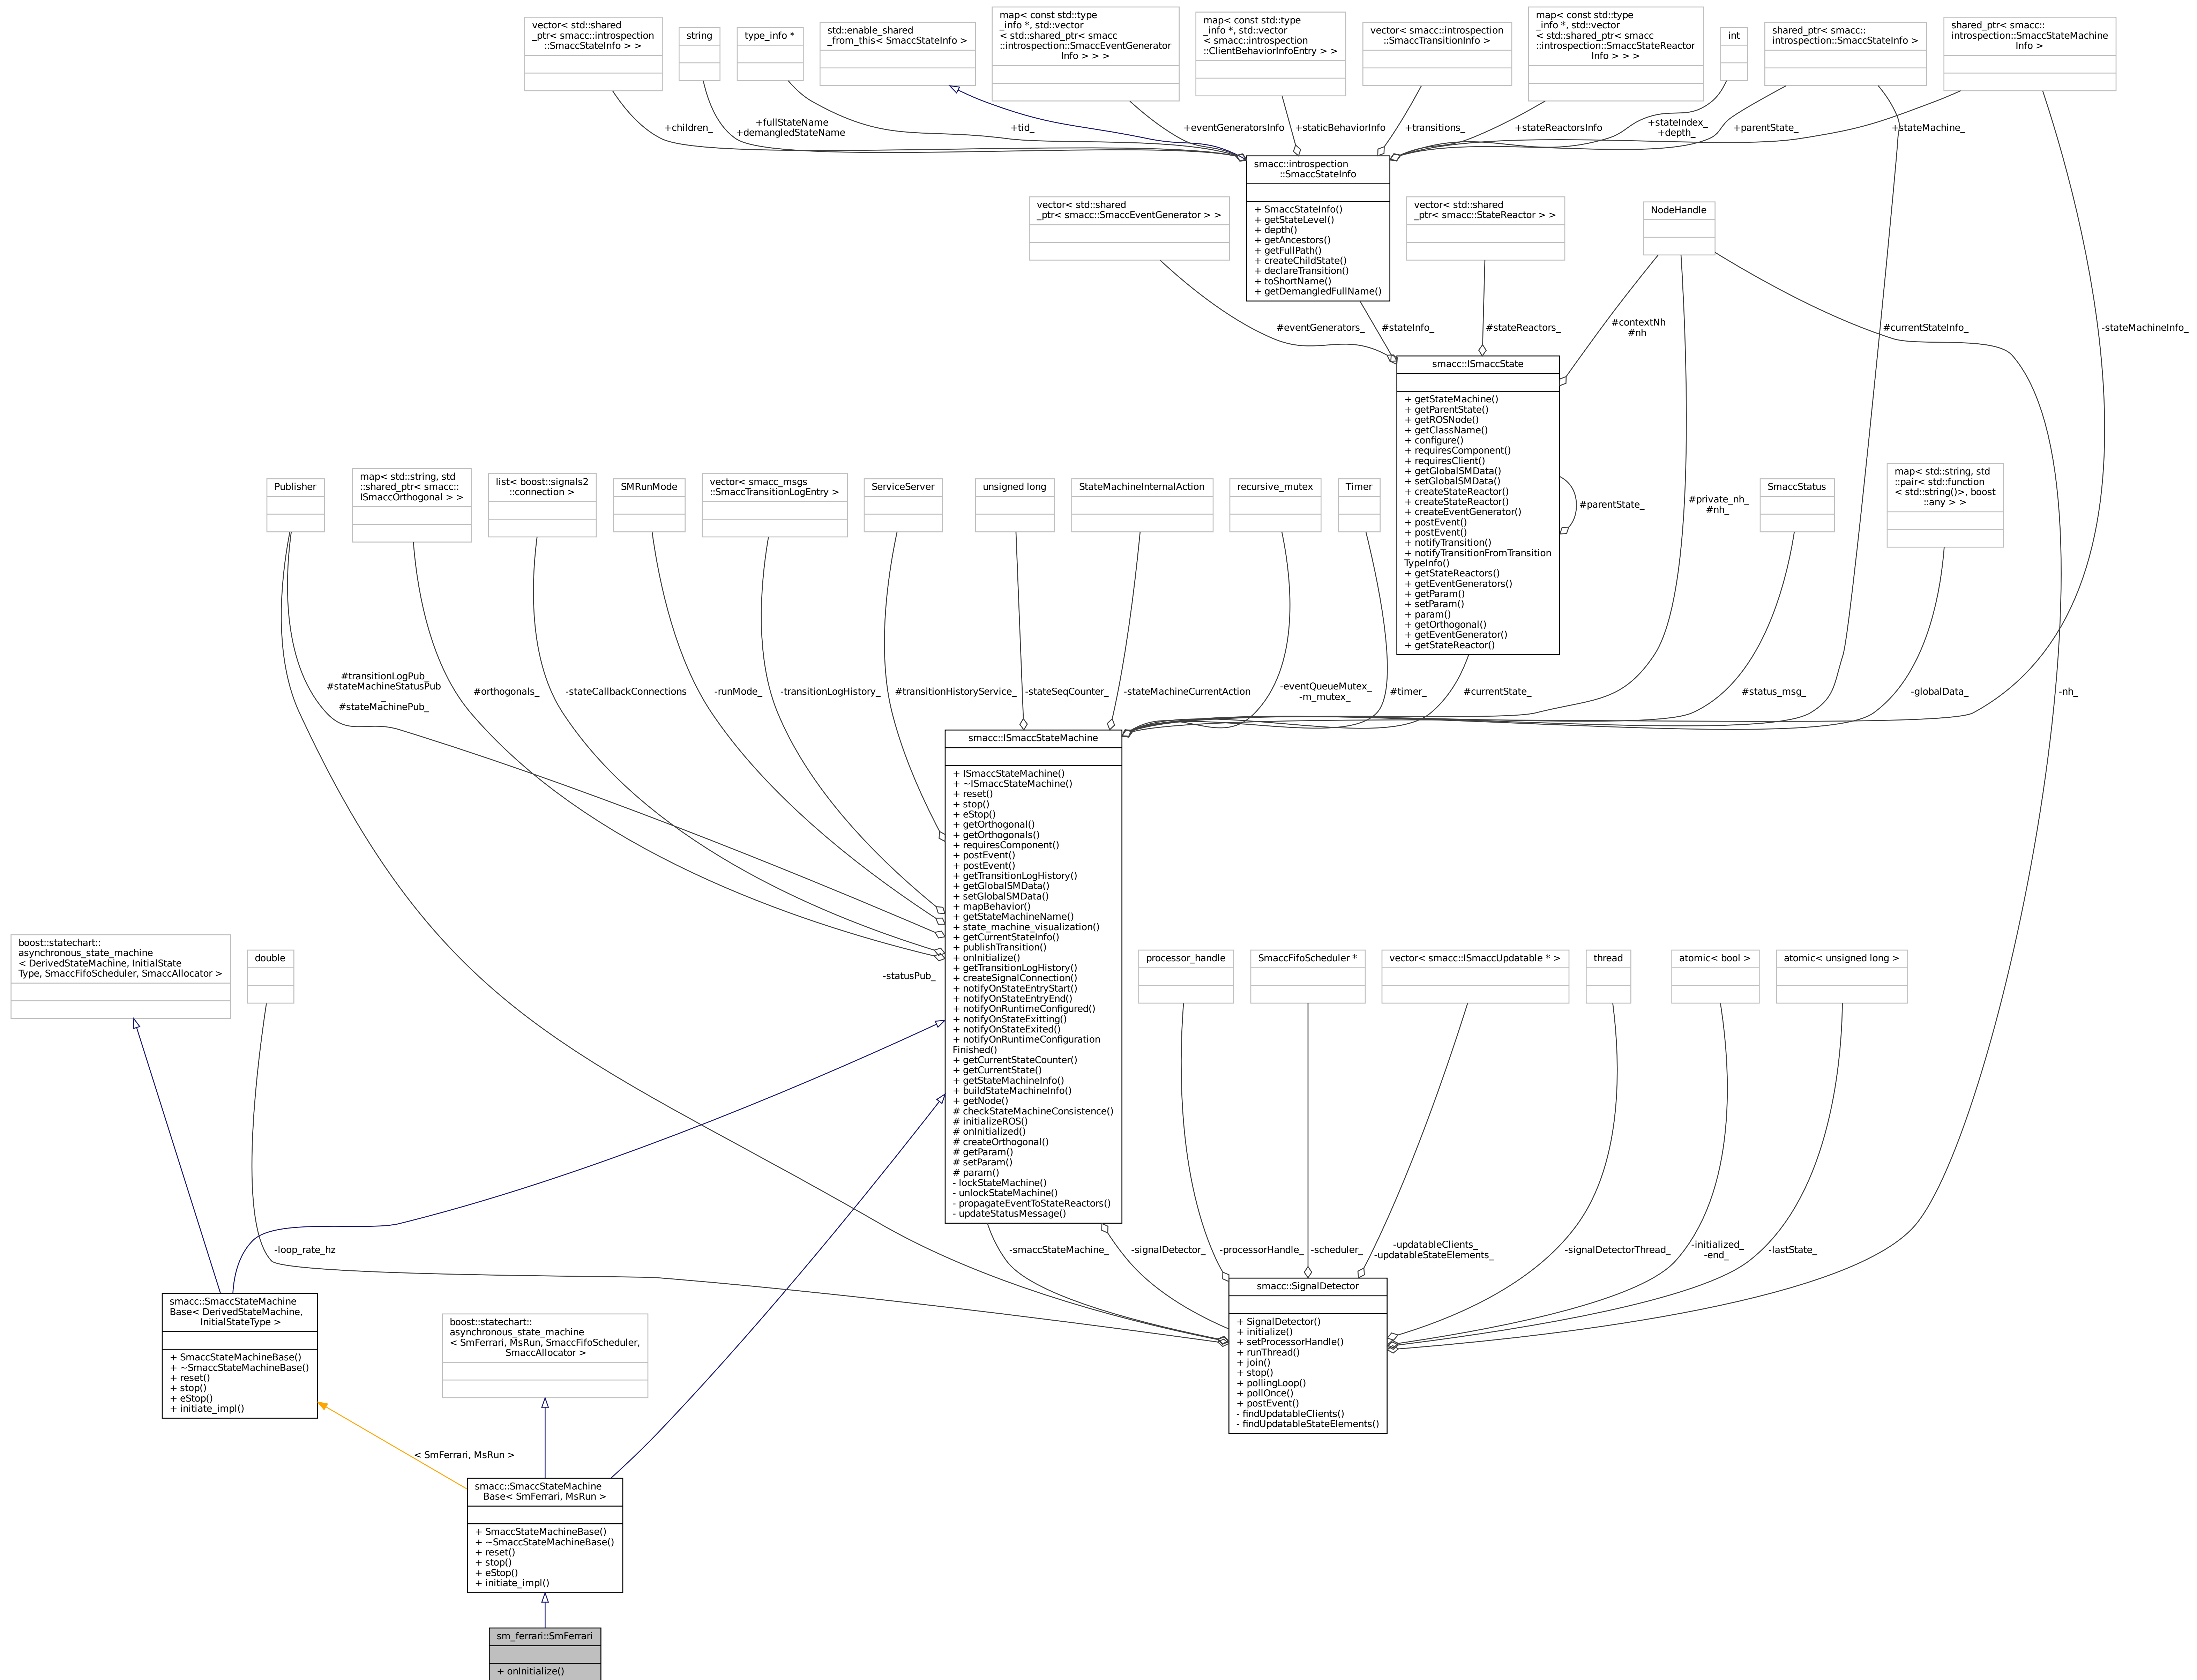 vector< std::shared
_ptr< smacc::introspection
::SmaccStateInfo > >
string
type_info *
std::enable_shared
_from_this< SmaccStateInfo >
map< const std::type
_info *, std::vector
< std::shared_ptr< smacc
::introspection::SmaccEventGenerator
Info > > >
map< const std::type
_info *, std::vector
< smacc::introspection
::ClientBehaviorInfoEntry > >
vector< smacc::introspection
::SmaccTransitionInfo >
map< const std::type
_info *, std::vector
< std::shared_ptr< smacc
::introspection::SmaccStateReactor
Info > > >
int
shared_ptr< smacc::
introspection::SmaccStateInfo >
shared_ptr< smacc::
introspection::SmaccStateMachine
Info >
+children_
+fullStateName
+demangledStateName
+tid_
+eventGeneratorsInfo
+staticBehaviorInfo
+transitions_
+stateReactorsInfo
+stateIndex_
+depth_
+parentState_
+stateMachine_
smacc::introspection
::SmaccStateInfo
+ SmaccStateInfo()
+ getStateLevel()
+ depth()
+ getAncestors()
+ getFullPath()
+ createChildState()
+ declareTransition()
+ toShortName()
+ getDemangledFullName()
vector< std::shared
_ptr< smacc::SmaccEventGenerator > >
vector< std::shared
_ptr< smacc::StateReactor > >
NodeHandle
#eventGenerators_
#stateInfo_
#stateReactors_
#contextNh
#nh
#currentStateInfo_
-stateMachineInfo_
smacc::ISmaccState
+ getStateMachine()
+ getParentState()
+ getROSNode()
+ getClassName()
+ configure()
+ requiresComponent()
+ requiresClient()
+ getGlobalSMData()
+ setGlobalSMData()
+ createStateReactor()
+ createStateReactor()
+ createEventGenerator()
+ postEvent()
+ postEvent()
+ notifyTransition()
+ notifyTransitionFromTransition
TypeInfo()
+ getStateReactors()
+ getEventGenerators()
+ getParam()
+ setParam()
+ param()
+ getOrthogonal()
+ getEventGenerator()
+ getStateReactor()
#parentState_
#private_nh_
#nh_
Publisher
map< std::string, std
::shared_ptr< smacc::
ISmaccOrthogonal > >
list< boost::signals2
::connection >
SMRunMode
vector< smacc_msgs
::SmaccTransitionLogEntry >
ServiceServer
unsigned long
StateMachineInternalAction
recursive_mutex
Timer
SmaccStatus
map< std::string, std
::pair< std::function
< std::string()>, boost
::any > >
#transitionLogPub_
#stateMachineStatusPub
_
#stateMachinePub_
#orthogonals_
-stateCallbackConnections
-runMode_
-transitionLogHistory_
#transitionHistoryService_
-stateSeqCounter_
-stateMachineCurrentAction
-eventQueueMutex_
-m_mutex_
#timer_
#currentState_
#status_msg_
-globalData_
-nh_
smacc::ISmaccStateMachine
+ ISmaccStateMachine()
+ ~ISmaccStateMachine()
+ reset()
+ stop()
+ eStop()
+ getOrthogonal()
+ getOrthogonals()
+ requiresComponent()
+ postEvent()
+ postEvent()
+ getTransitionLogHistory()
+ getGlobalSMData()
+ setGlobalSMData()
+ mapBehavior()
+ getStateMachineName()
+ state_machine_visualization()
+ getCurrentStateInfo()
+ publishTransition()
+ onInitialize()
+ getTransitionLogHistory()
+ createSignalConnection()
+ notifyOnStateEntryStart()
+ notifyOnStateEntryEnd()
+ notifyOnRuntimeConfigured()
+ notifyOnStateExitting()
+ notifyOnStateExited()
+ notifyOnRuntimeConfiguration
Finished()
+ getCurrentStateCounter()
+ getCurrentState()
+ getStateMachineInfo()
+ buildStateMachineInfo()
+ getNode()
# checkStateMachineConsistence()
# initializeROS()
# onInitialized()
# createOrthogonal()
# getParam()
# setParam()
# param()
- lockStateMachine()
- unlockStateMachine()
- propagateEventToStateReactors()
- updateStatusMessage()
boost::statechart::
asynchronous_state_machine
< DerivedStateMachine, InitialState
Type, SmaccFifoScheduler, SmaccAllocator >
double
-statusPub_
processor_handle
SmaccFifoScheduler *
vector< smacc::ISmaccUpdatable * >
thread
atomic< bool >
atomic< unsigned long >
-loop_rate_hz
-smaccStateMachine_
-signalDetector_
-processorHandle_
-scheduler_
-updatableClients_
-updatableStateElements_
-signalDetectorThread_
-initialized_
-end_
-lastState_
smacc::SignalDetector
+ SignalDetector()
+ initialize()
+ setProcessorHandle()
+ runThread()
+ join()
+ stop()
+ pollingLoop()
+ pollOnce()
+ postEvent()
- findUpdatableClients()
- findUpdatableStateElements()
smacc::SmaccStateMachine
Base< DerivedStateMachine,
InitialStateType >
+ SmaccStateMachineBase()
+ ~SmaccStateMachineBase()
+ reset()
+ stop()
+ eStop()
+ initiate_impl()
boost::statechart::
asynchronous_state_machine
< SmFerrari, MsRun, SmaccFifoScheduler,
SmaccAllocator >
< SmFerrari, MsRun >
smacc::SmaccStateMachine
Base< SmFerrari, MsRun >
+ SmaccStateMachineBase()
+ ~SmaccStateMachineBase()
+ reset()
+ stop()
+ eStop()
+ initiate_impl()
sm_ferrari::SmFerrari
+ onInitialize()